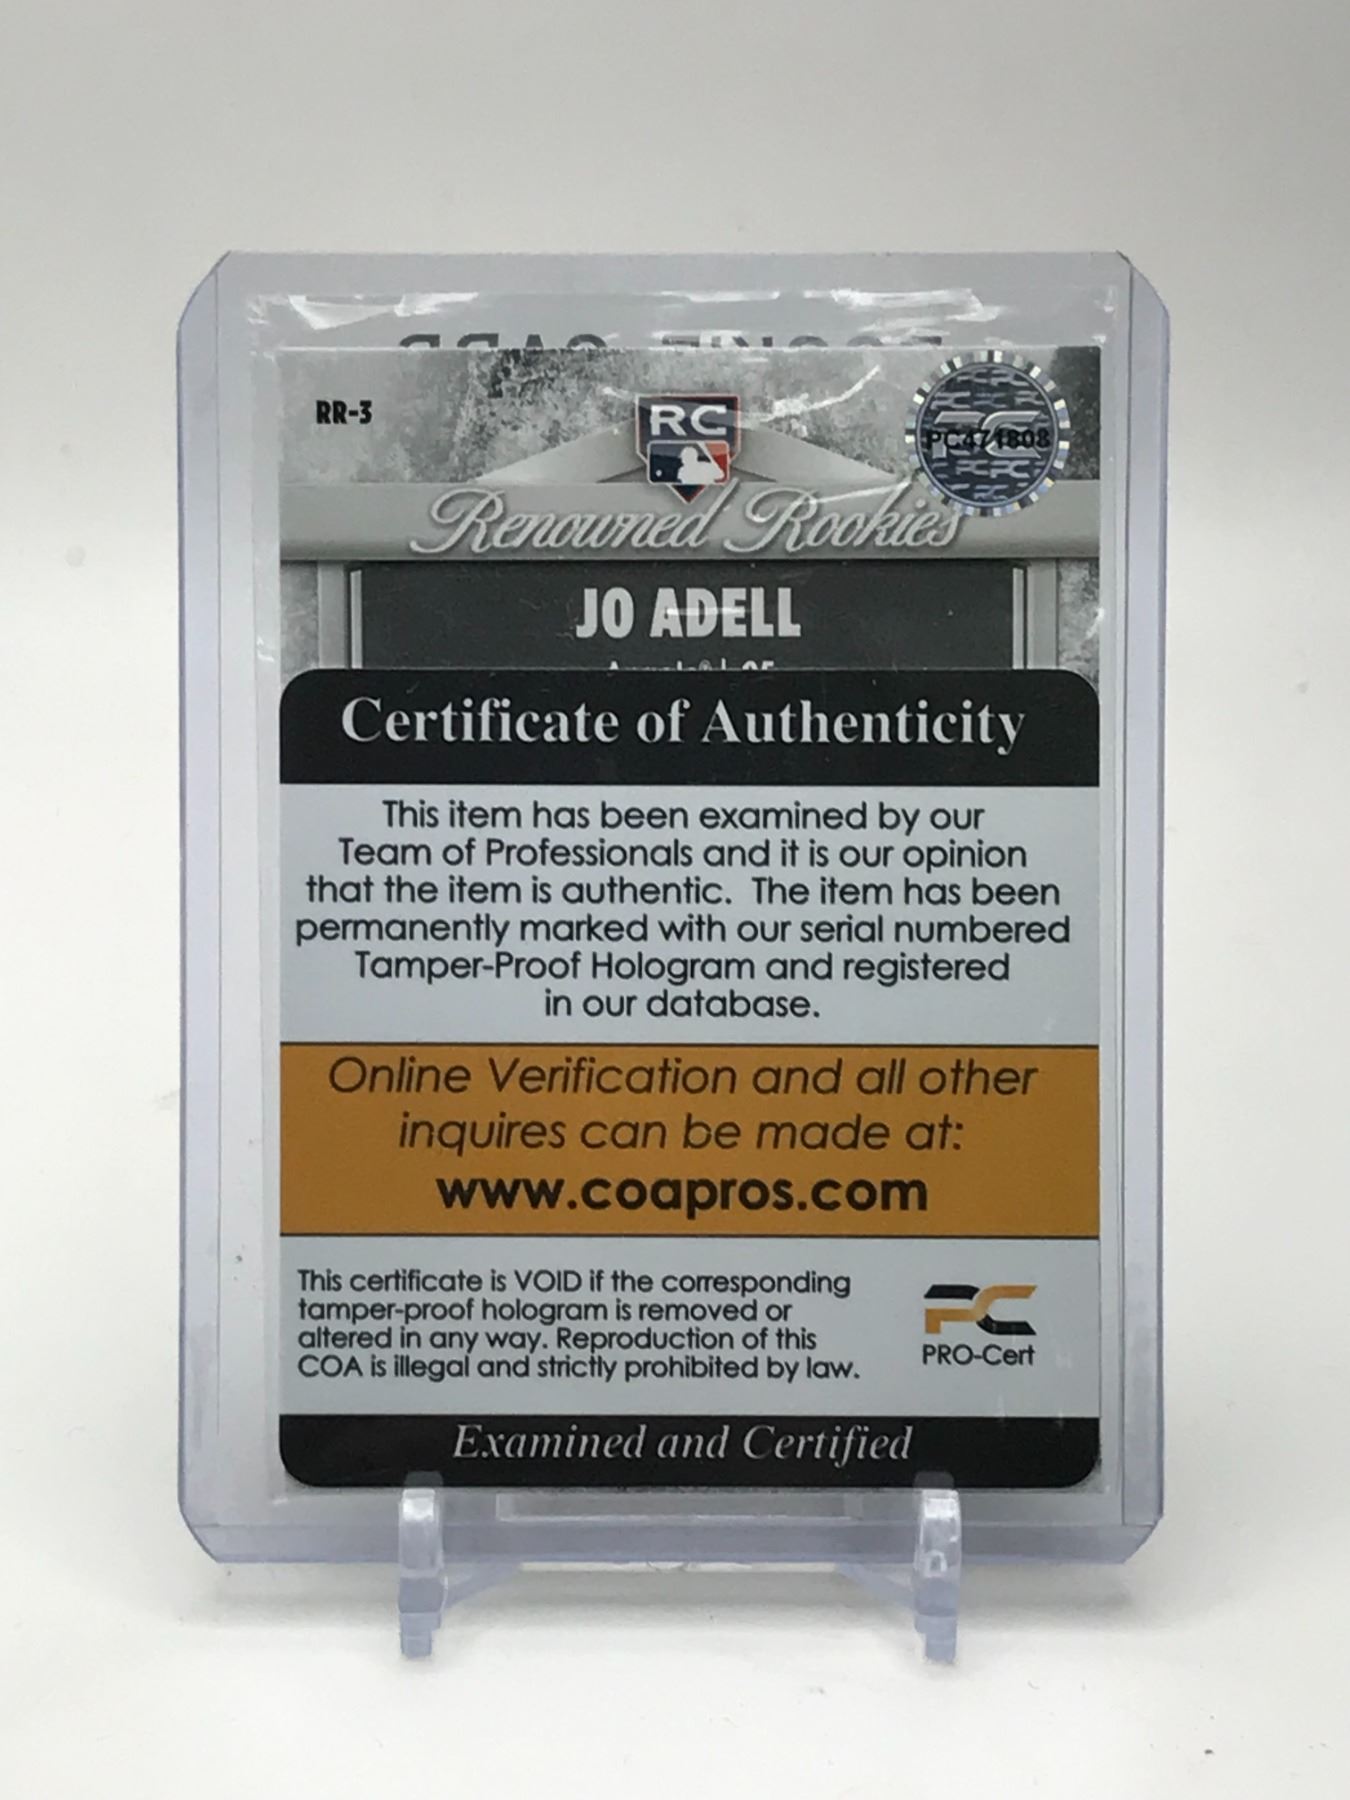 RR-3
RC
PC471808
Renowned Rookies
JO ADELL
Certificate of Authenticity
This item has been examined by our
Team of Professionals and it is our opinion
that the item is authentic. The item has been
permanently marked with our serial numbered
Tamper-Proof Hologram and registered
in our database.
Online Verification and all other
inquires can be made at:
www.coapros.com
This certificate is VOID if the corresponding
tamper-proof hologram is removed or
altered in any way. Reproduction of this
COA is illegal and strictly prohibited by law.
PC
PRO-Cert
Examined and Certified